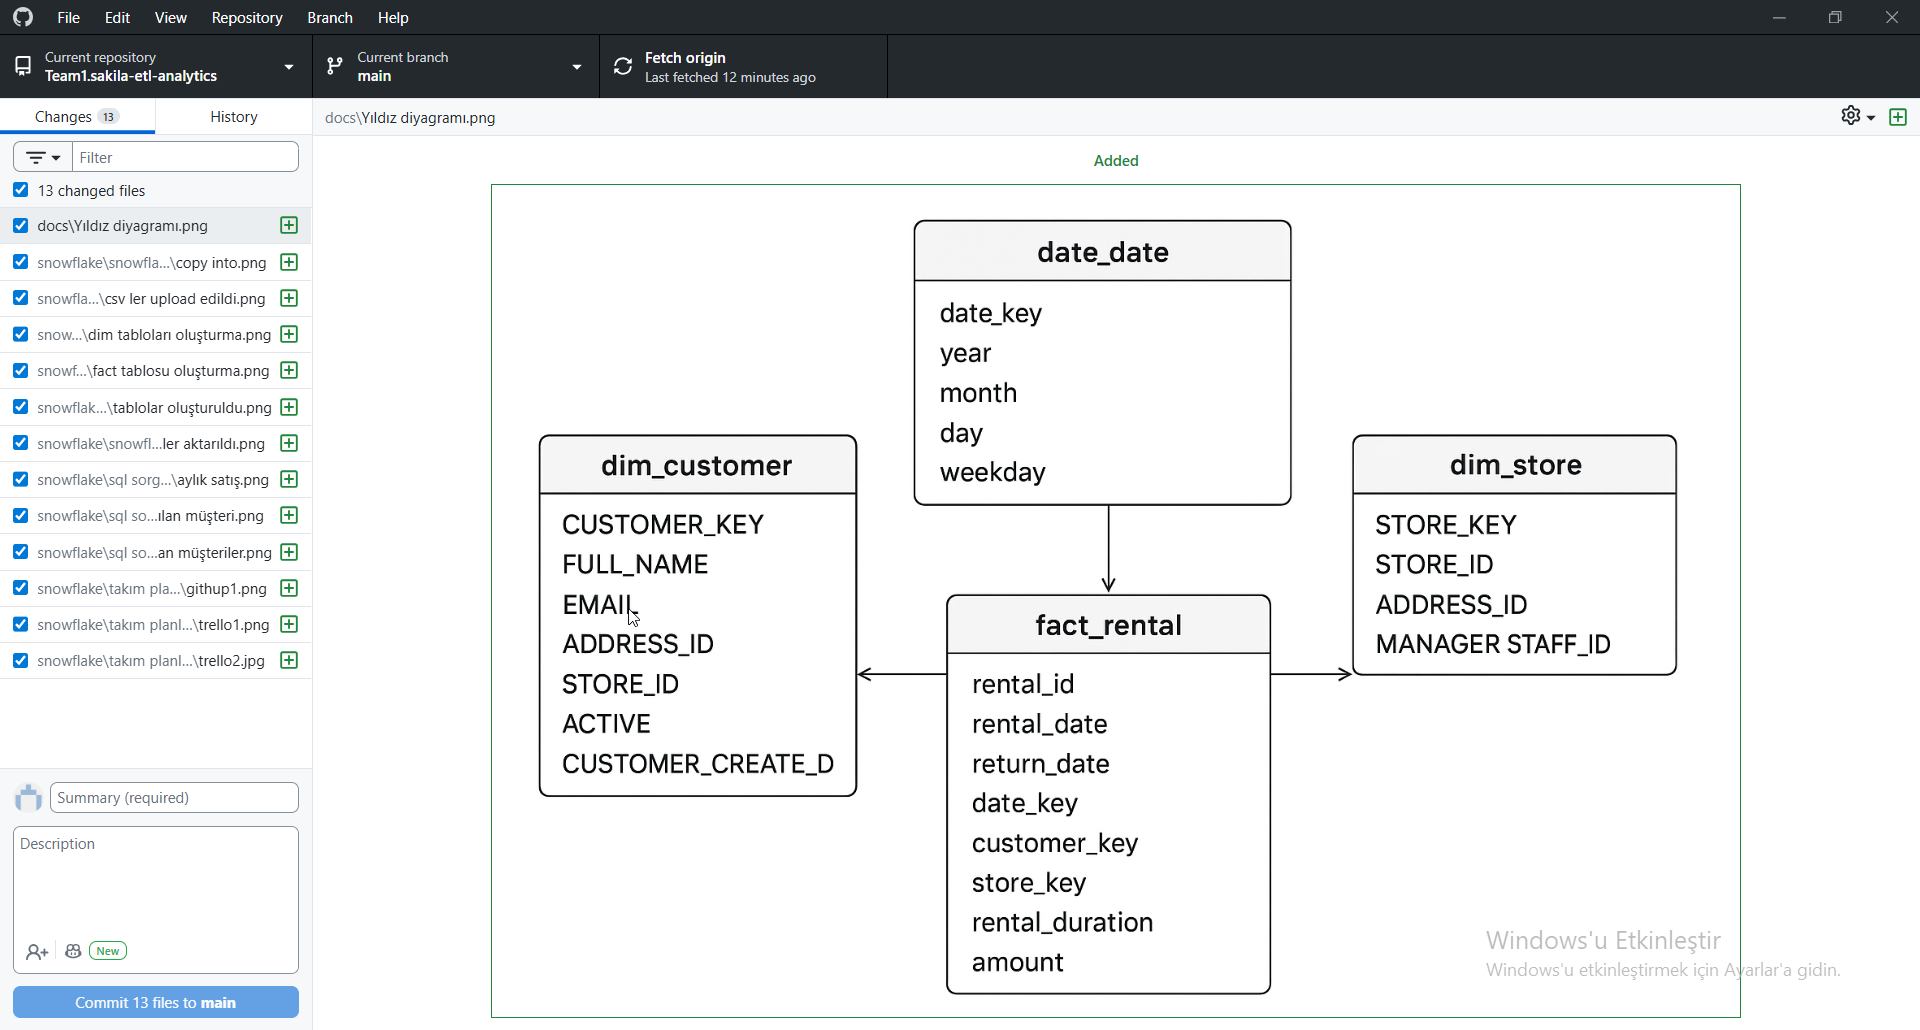 File Edit View Repository Branch Help
Current repository
Team1.sakila-etl-analytics
Current branch
main
Fetch origin
Last fetched 12 minutes ago
Changes 13
History
docs\Yıldız diyagramı.png
Filter
13 changed files
docs\Yıldız diyagramı.png
snowflake\snowfla...\copy into.png
snowfla...\csv ler upload edildi.png
snow...\dim tabloları oluşturma.png
snowf...\fact tablosu oluşturma.png
snowflak...\tablolar oluşturuldu.png
snowflake\snowfl...ler aktarıldı.png
snowflake\sql sorg...\aylık satış.png
snowflake\sql so...ılan müşteri.png
snowflake\sql so...an müşteriler.png
snowflake\takım pla...\githup1.png
snowflake\takım planl...\trello1.png
snowflake\takım planl...\trello2.jpg
Summary (required)
Description
New
Commit 13 files to main
Added
date_date
date_key
year
month
day
weekday
dim_customer
CUSTOMER_KEY
FULL_NAME
EMAIL
ADDRESS_ID
STORE_ID
ACTIVE
CUSTOMER_CREATE_D
dim_store
STORE_KEY
STORE_ID
ADDRESS_ID
MANAGER STAFF_ID
fact_rental
rental_id
rental_date
return_date
date_key
customer_key
store_key
rental_duration
amount
Windows'u Etkinleştir
Windows'u etkinleştirmek için Ayarlar'a gidin.